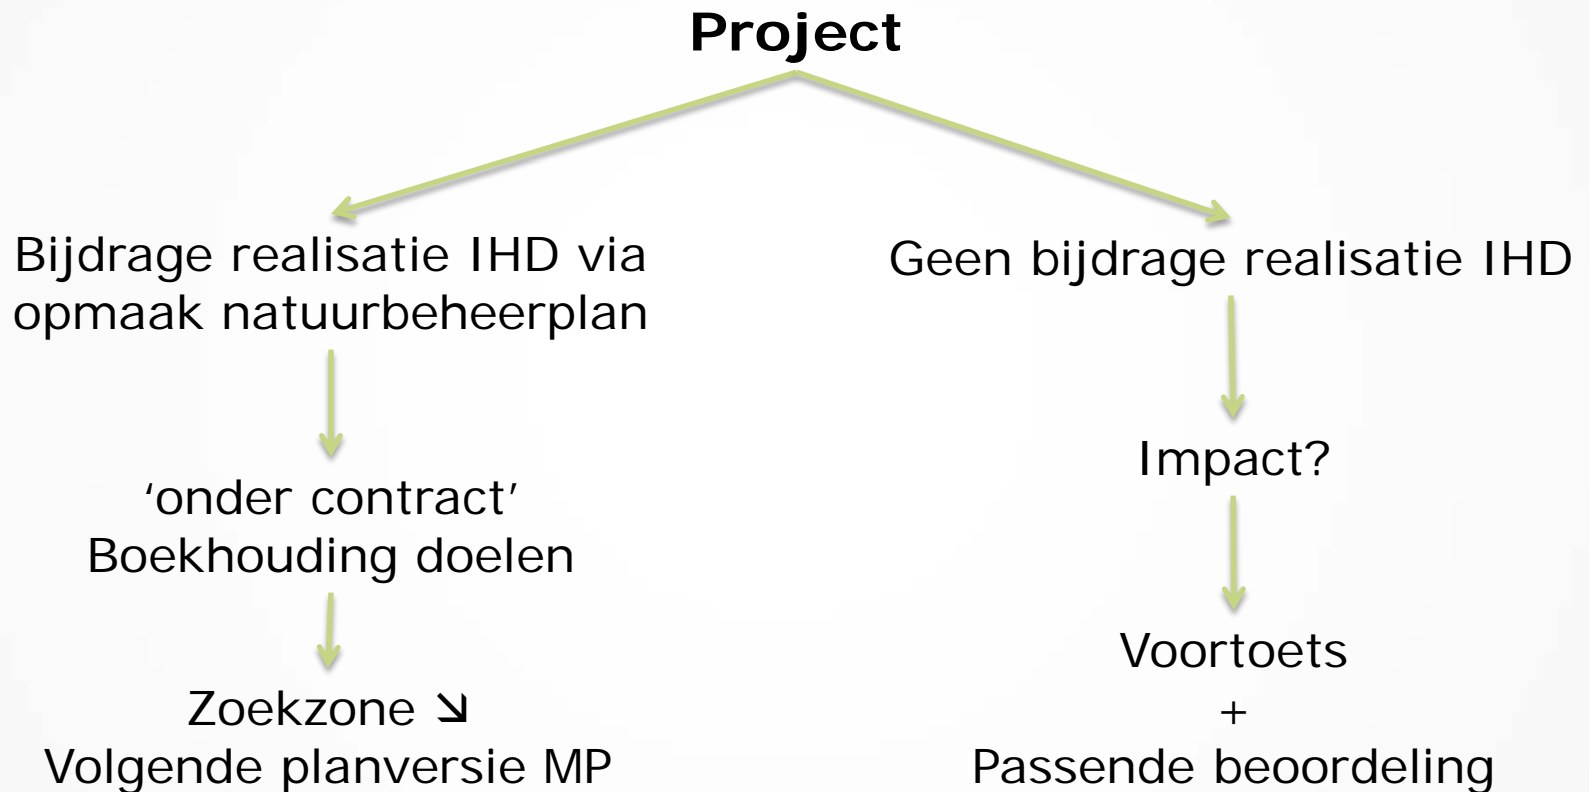 Project
Bijdrage realisatie IHD via
opmaak natuurbeheerplan
‘onder contract’
Boekhouding doelen
Zoekzone ↘
Volgende planversie MP
Geen bijdrage realisatie IHD
Impact?
Voortoets
+
Passende beoordeling